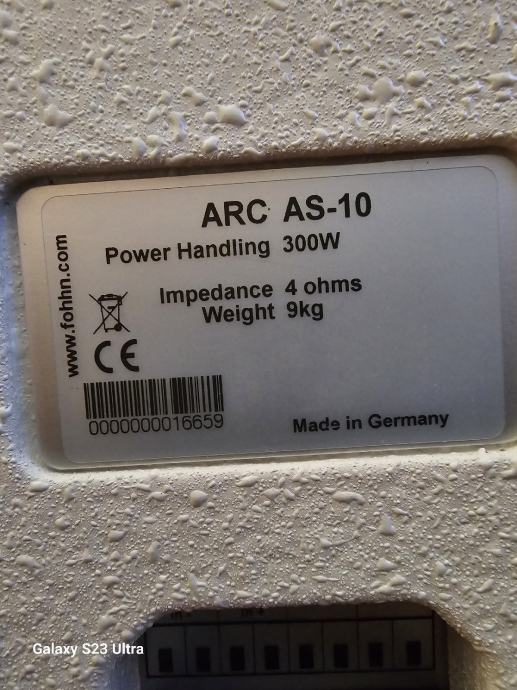 ARC AS-10
Power Handling 300W
Impedance 4 ohms
Weight 9kg
www.fohhn.com
CE
0000000016659
Made in Germany
Galaxy S23 Ultra